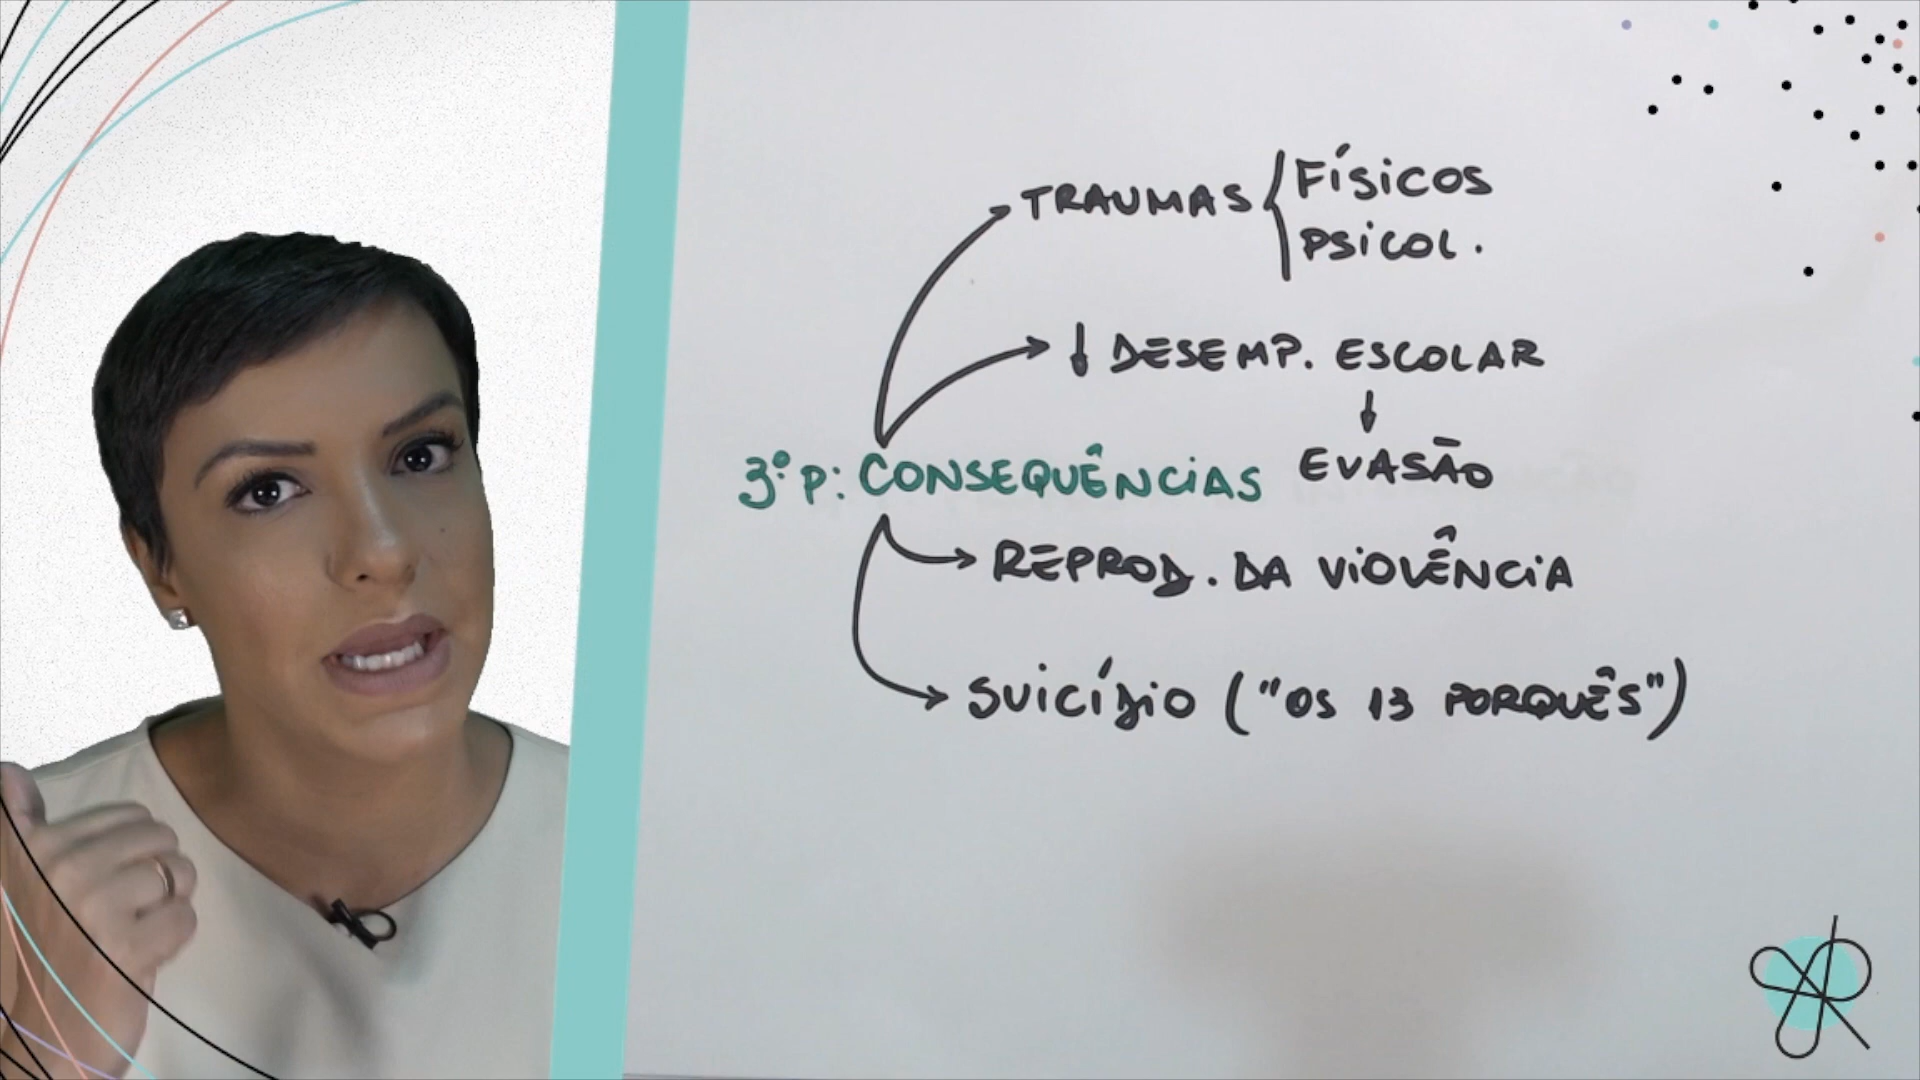 TRAUMAS { FÍSICOS
PSICOL.
↓ DESEMP. ESCOLAR
↓
3º P: CONSEQUÊNCIAS
EVASÃO
REPROD. DA VIOLÊNCIA
SUICÍDIO ("OS 13 PORQUÊS")